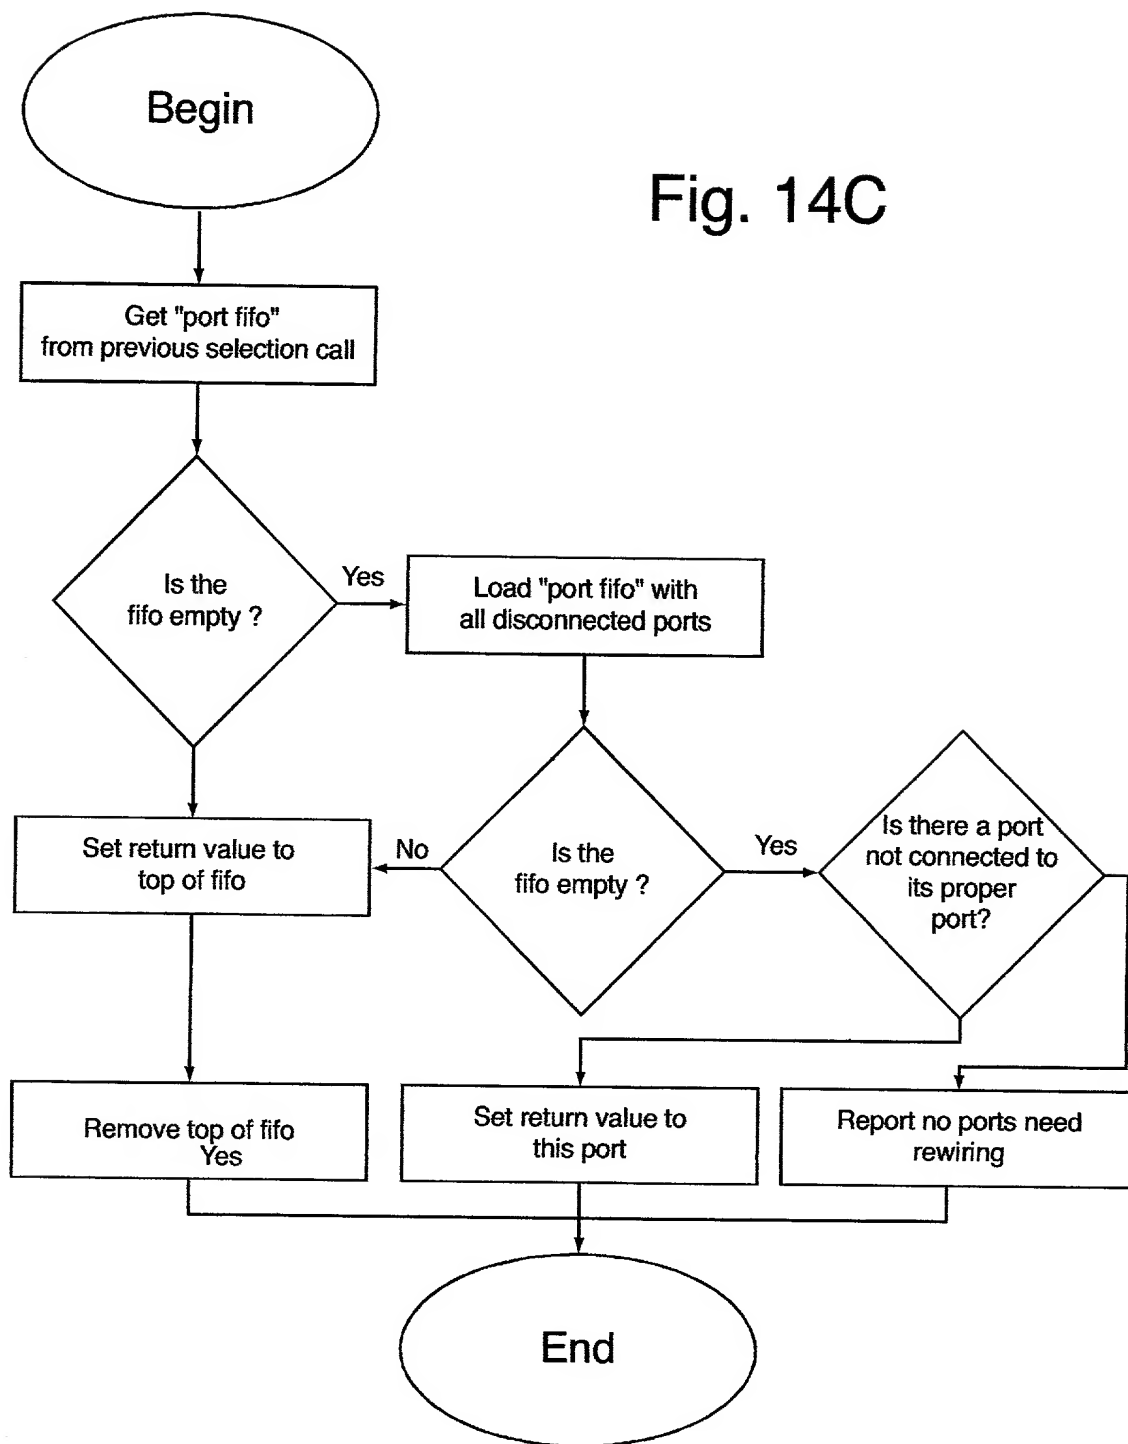 Begin
Fig. 14C
Get "port fifo"
from previous selection call
Is the
fifo empty ?
Yes
Load "port fifo" with
all disconnected ports
Set return value to
top of fifo
No
Is the
fifo empty ?
Yes
Is there a port
not connected to
its proper
port?
Remove top of fifo
Yes
Set return value to
this port
Report no ports need
rewiring
End